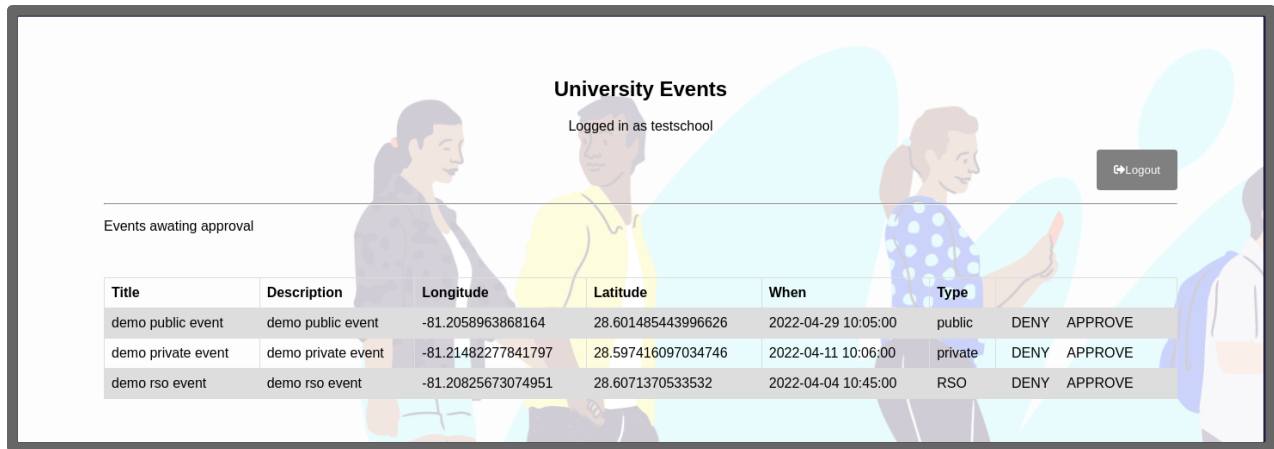 University Events
Logged in as testschool
Logout
Events awating approval
Title Description Longitude Latitude When Type
demo public event demo public event -81.2058963868164 28.601485443996626 2022-04-29 10:05:00 public DENY APPROVE
demo private event demo private event -81.21482277841797 28.597416097034746 2022-04-11 10:06:00 private DENY APPROVE
demo rso event demo rso event -81.20825673074951 28.6071370533532 2022-04-04 10:45:00 RSO DENY APPROVE